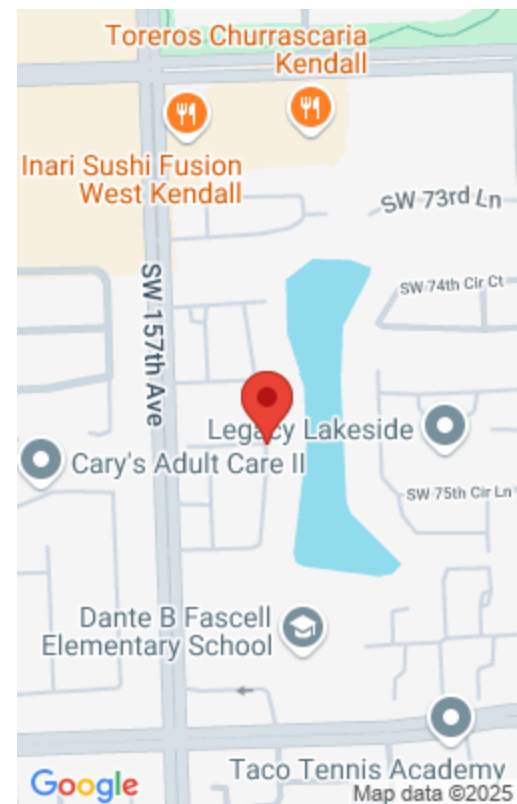 Toreros Churrascaria
Kendall
Inari Sushi Fusion
West Kendall
SW 73rd Ln
SW 74th Cir Ct
SW 157th Ave
Legacy Lakeside
Cary's Adult Care II
SW 75th Cir Ln
Dante B Fascell
Elementary School
Taco Tennis Academy
Google
Map data ©2025